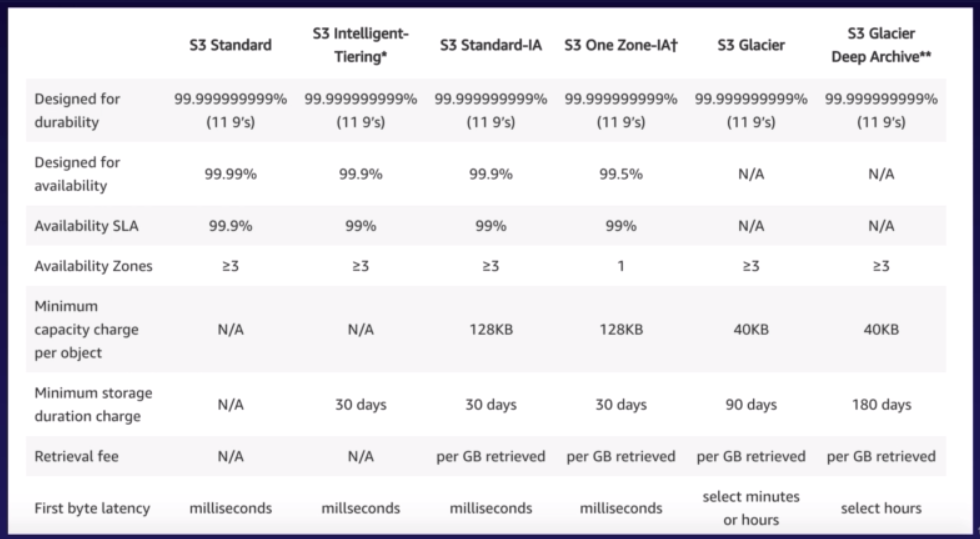 S3 Standard S3 Intelligent-Tiering* S3 Standard-IA S3 One Zone-IA† S3 Glacier S3 Glacier Deep Archive**
Designed for durability 99.999999999% (11 9's) 99.999999999% (11 9's) 99.999999999% (11 9's) 99.999999999% (11 9's) 99.999999999% (11 9's) 99.999999999% (11 9's)
Designed for availability 99.99% 99.9% 99.9% 99.5% N/A N/A
Availability SLA 99.9% 99% 99% 99% N/A N/A
Availability Zones ≥3 ≥3 ≥3 1 ≥3 ≥3
Minimum capacity charge per object N/A N/A 128KB 128KB 40KB 40KB
Minimum storage duration charge N/A 30 days 30 days 30 days 90 days 180 days
Retrieval fee N/A N/A per GB retrieved per GB retrieved per GB retrieved per GB retrieved
First byte latency milliseconds millseconds milliseconds milliseconds select minutes or hours select hours